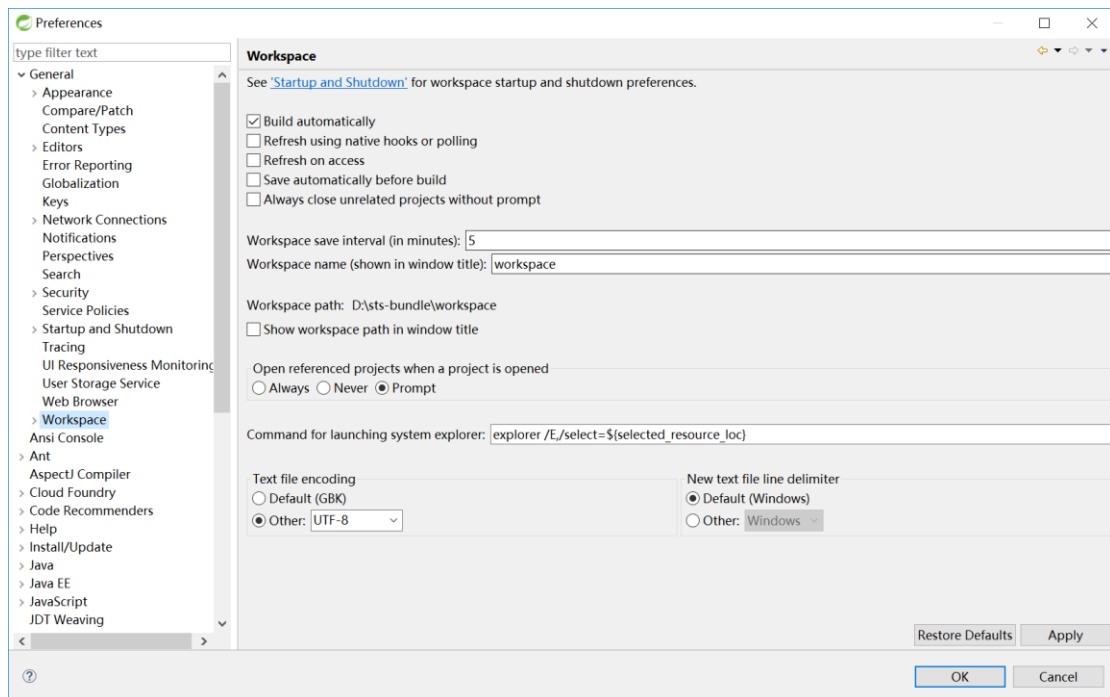 Preferences
type filter text
General
Appearance
Compare/Patch
Content Types
Editors
Error Reporting
Globalization
Keys
Network Connections
Notifications
Perspectives
Search
Security
Service Policies
Startup and Shutdown
Tracing
UI Responsiveness Monitoring
User Storage Service
Web Browser
Workspace
Ansi Console
Ant
AspectJ Compiler
Cloud Foundry
Code Recommenders
Help
Install/Update
Java
Java EE
JavaScript
JDT Weaving
Workspace
See 'Startup and Shutdown' for workspace startup and shutdown preferences.
Build automatically
Refresh using native hooks or polling
Refresh on access
Save automatically before build
Always close unrelated projects without prompt
Workspace save interval (in minutes): 5
Workspace name (shown in window title): workspace
Workspace path: D:\sts-bundle\workspace
Show workspace path in window title
Open referenced projects when a project is opened
Always Never Prompt
Command for launching system explorer: explorer /E,/select=${selected_resource_loc}
Text file encoding
Default (GBK)
Other: UTF-8
New text file line delimiter
Default (Windows)
Other: Windows
Restore Defaults Apply
OK Cancel